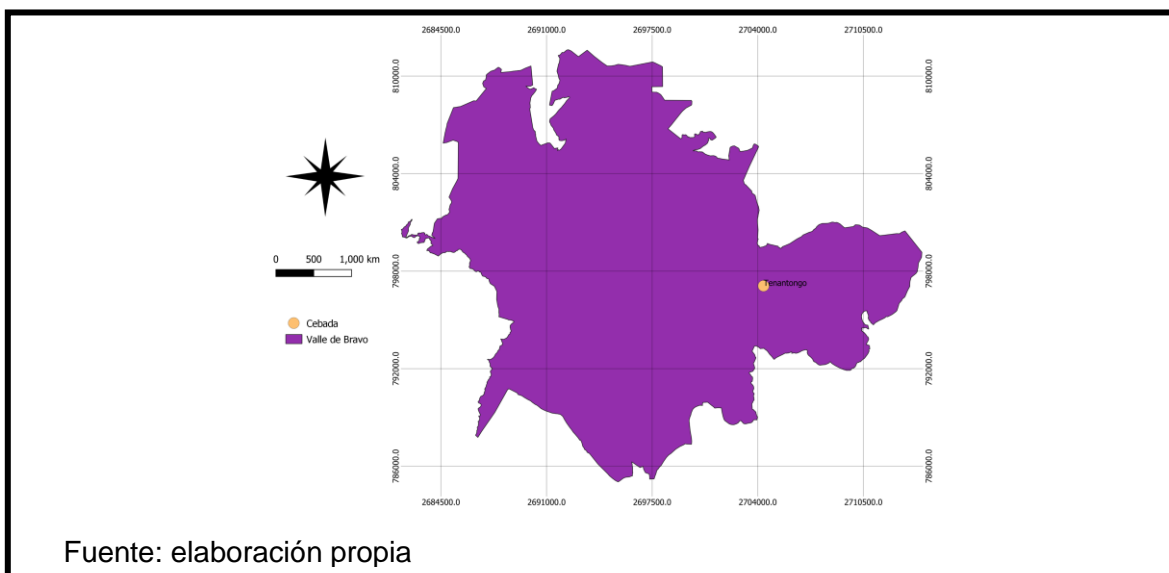 2684500.0 2691000.0 2697500.0 2704000.0 2710500.0
810000.0 810000.0
804000.0 804000.0
0 500 1,000 km
798000.0 798000.0
Tenantongo
Cebada
Valle de Bravo
792000.0 792000.0
786000.0 786000.0
2684500.0 2691000.0 2697500.0 2704000.0 2710500.0
Fuente: elaboración propia